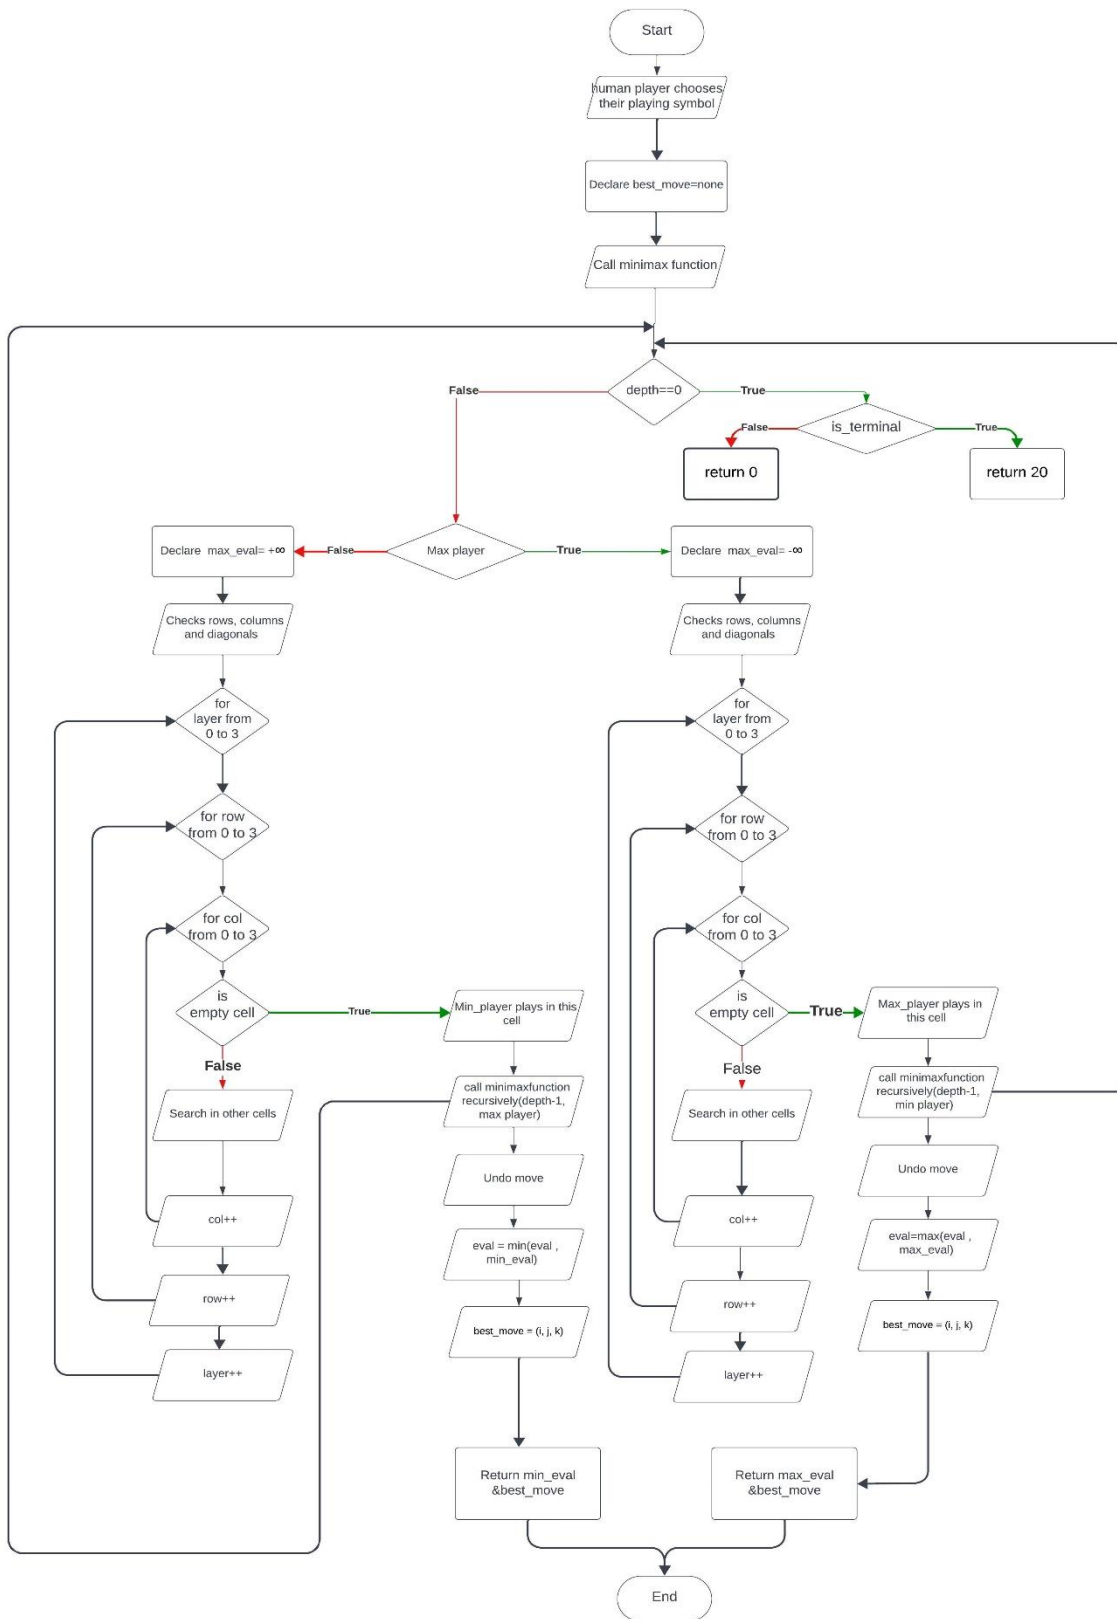 Start
human player chooses
their playing symbol
Declare best_move=none
Call minimax function
depth==0
False
True
is_terminal
False
True
return 0
return 20
Max player
False
True
Declare max_eval= +∞
Declare max_eval= -∞
Checks rows, columns
and diagonals
Checks rows, columns
and diagonals
for
layer from
0 to 3
for
layer from
0 to 3
for row
from 0 to 3
for row
from 0 to 3
for col
from 0 to 3
for col
from 0 to 3
is
empty cell
True
False
Min_player plays in this
cell
is
empty cell
True
False
Max_player plays in
this cell
Search in other cells
call minimaxfunction
recursively(depth-1,
max player)
Search in other cells
call minimaxfunction
recursively(depth-1,
min player)
Undo move
Undo move
col++
eval = min(eval ,
min_eval)
col++
eval=max(eval ,
max_eval)
row++
best_move = (i, j, k)
row++
best_move = (i, j, k)
layer++
layer++
Return min_eval
&best_move
Return max_eval
&best_move
End